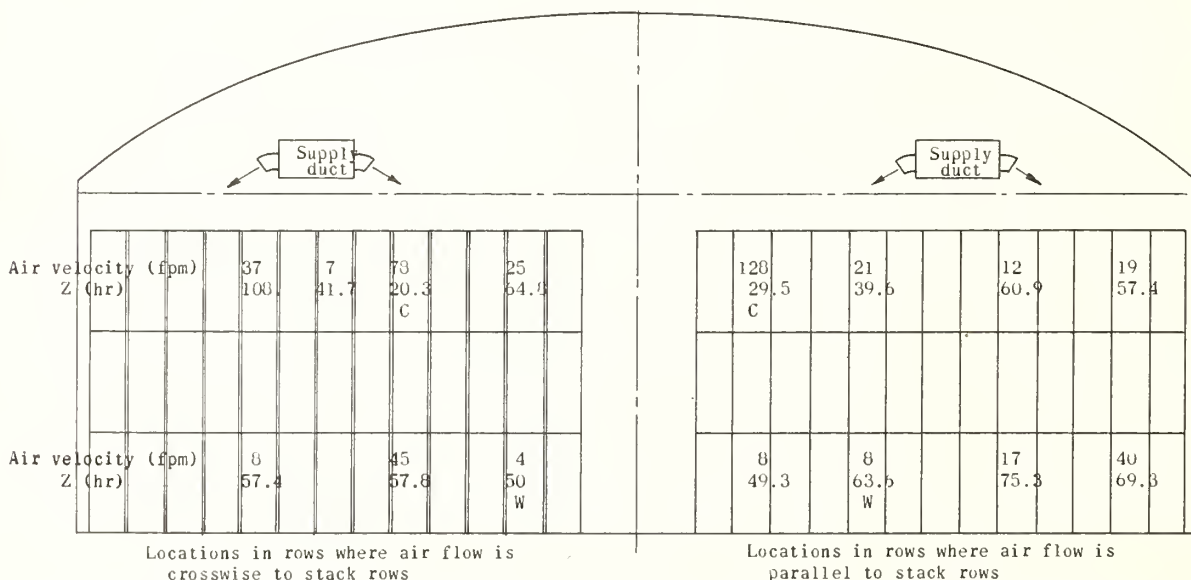 Supply duct
Supply duct
Air velocity (fpm) 37 7 78 25 128 21 12 19
Z (hr) 108. 41.7 20.3 64.8 29.5 39.6 60.9 57.4
C C
Air velocity (fpm) 8 45 4 8 8 17 40
Z (hr) 57.4 57.8 50 49.3 63.6 75.3 69.3
W W
Locations in rows where air flow is
crosswise to stack rows
Locations in rows where air flow is
parallel to stack rows